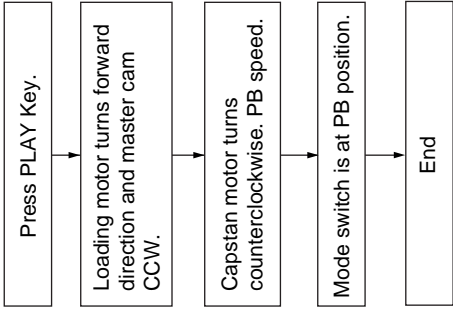 Press PLAY Key.
Loading motor turns forward
direction and master cam
CCW.
Capstan motor turns
counterclockwise. PB speed.
Mode switch is at PB position.
End